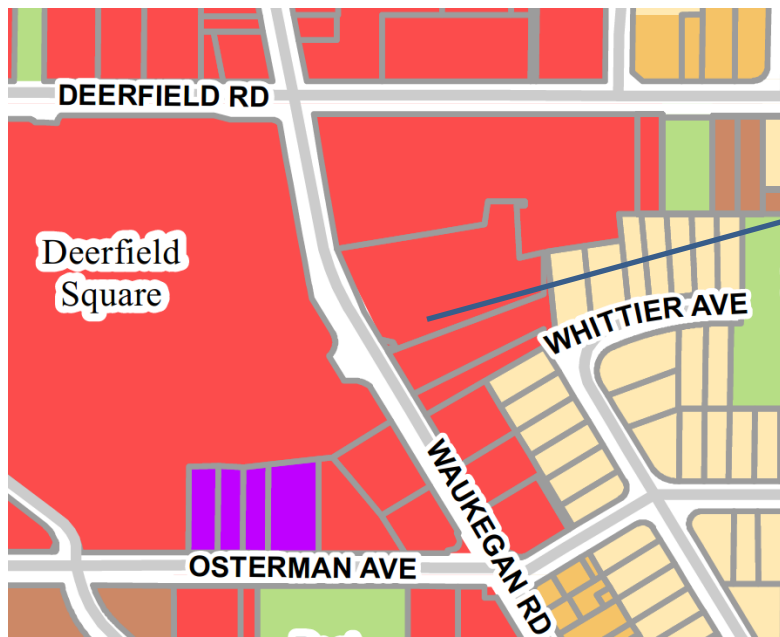 DEERFIELD RD
Deerfield
Square
WHITTIER AVE
WAUKEGAN RD
OSTERMAN AVE